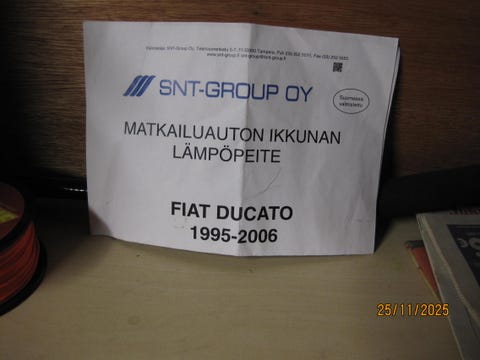 SNT-GROUP OY
Suomessa
valmistettu
MATKAILUAUTON IKKUNAN
LÄMPÖPEITE
FIAT DUCATO
1995-2006
25/11/2025